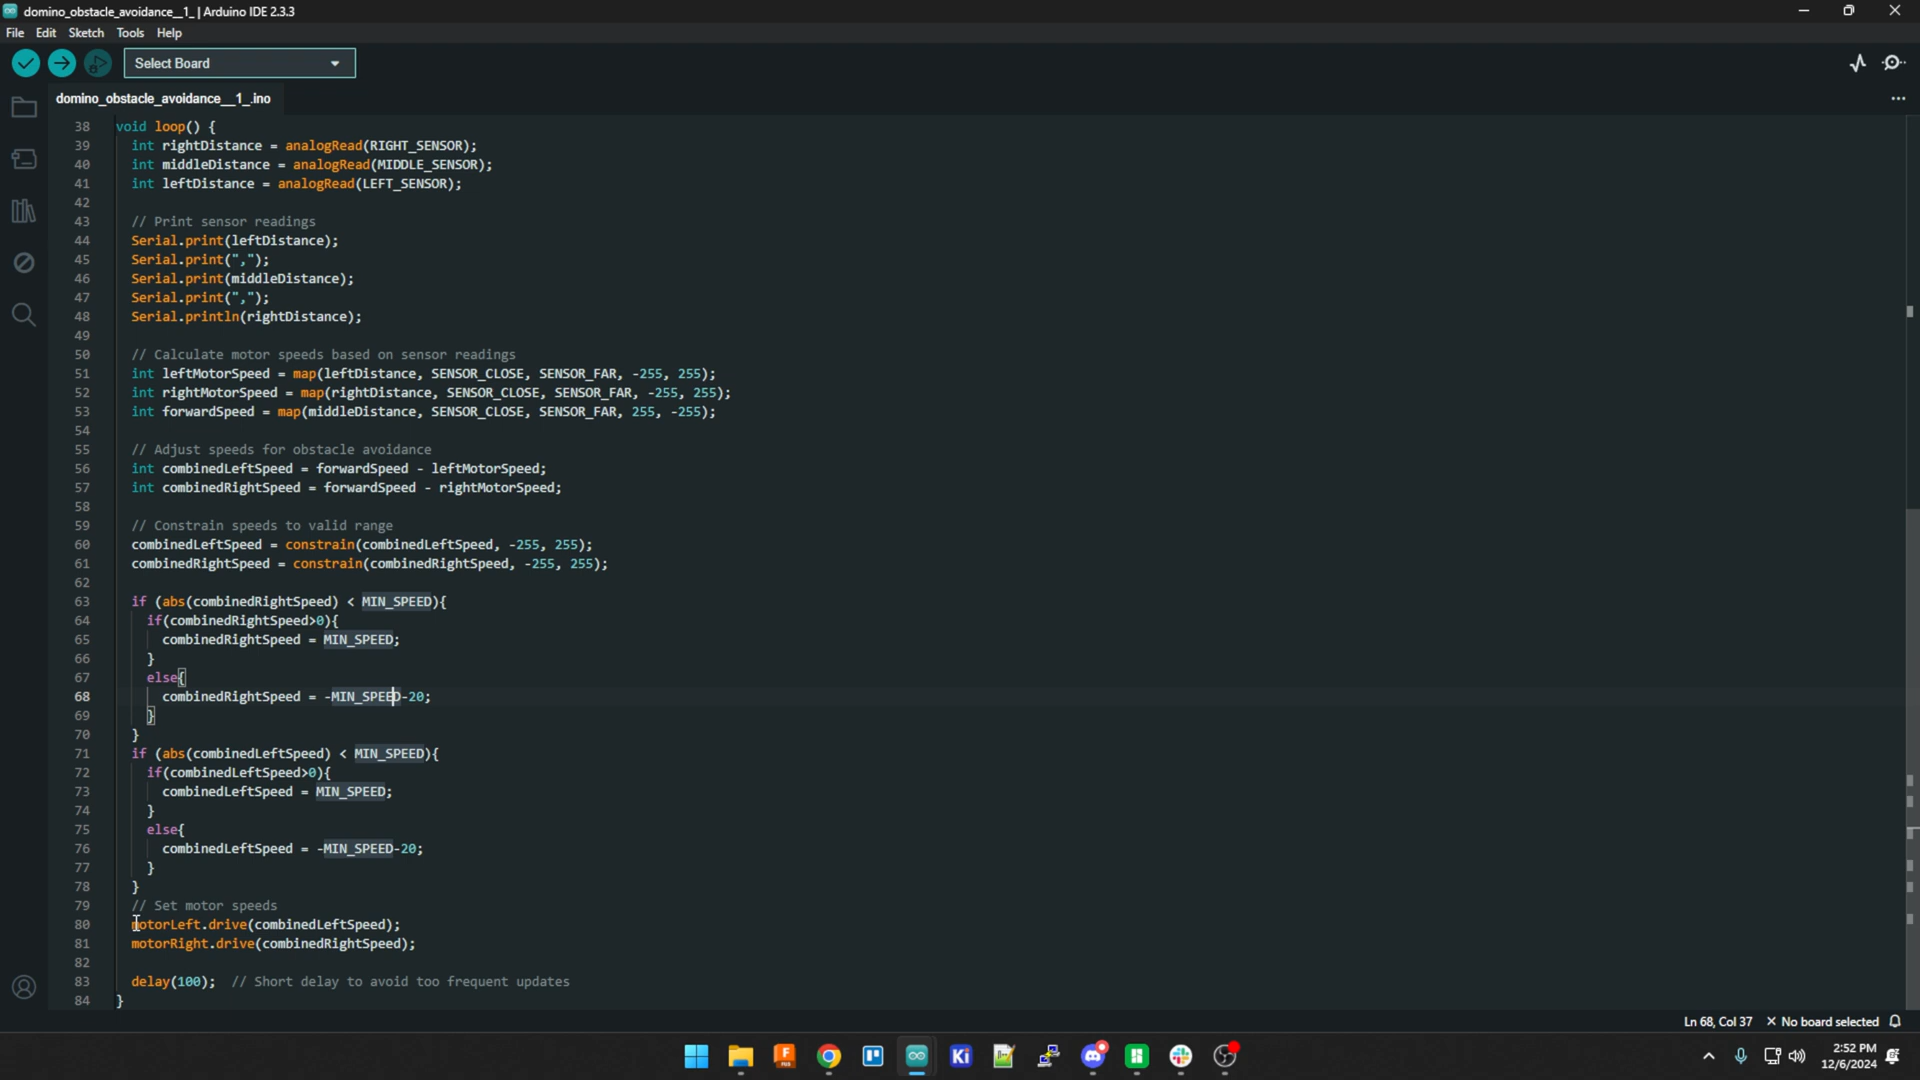 domino_obstacle_avoidance__1_ | Arduino IDE 2.3.3
File Edit Sketch Tools Help
Select Board
domino_obstacle_avoidance__1_.ino
38 void loop() {
39 int rightDistance = analogRead(RIGHT_SENSOR);
40 int middleDistance = analogRead(MIDDLE_SENSOR);
41 int leftDistance = analogRead(LEFT_SENSOR);
42
43 // Print sensor readings
44 Serial.print(leftDistance);
45 Serial.print(",");
46 Serial.print(middleDistance);
47 Serial.print(",");
48 Serial.println(rightDistance);
49
50 // Calculate motor speeds based on sensor readings
51 int leftMotorSpeed = map(leftDistance, SENSOR_CLOSE, SENSOR_FAR, -255, 255);
52 int rightMotorSpeed = map(rightDistance, SENSOR_CLOSE, SENSOR_FAR, -255, 255);
53 int forwardSpeed = map(middleDistance, SENSOR_CLOSE, SENSOR_FAR, 255, -255);
54
55 // Adjust speeds for obstacle avoidance
56 int combinedLeftSpeed = forwardSpeed - leftMotorSpeed;
57 int combinedRightSpeed = forwardSpeed - rightMotorSpeed;
58
59 // Constrain speeds to valid range
60 combinedLeftSpeed = constrain(combinedLeftSpeed, -255, 255);
61 combinedRightSpeed = constrain(combinedRightSpeed, -255, 255);
62
63 if (abs(combinedRightSpeed) < MIN_SPEED){
64 if(combinedRightSpeed>0){
65 combinedRightSpeed = MIN_SPEED;
66 }
67 else{
68 combinedRightSpeed = -MIN_SPEED-20;
69 }
70 }
71 if (abs(combinedLeftSpeed) < MIN_SPEED){
72 if(combinedLeftSpeed>0){
73 combinedLeftSpeed = MIN_SPEED;
74 }
75 else{
76 combinedLeftSpeed = -MIN_SPEED-20;
77 }
78 }
79 // Set motor speeds
80 motorLeft.drive(combinedLeftSpeed);
81 motorRight.drive(combinedRightSpeed);
82
83 delay(100); // Short delay to avoid too frequent updates
84 }
Ln 68, Col 37 No board selected
Ki
2:52 PM
12/6/2024